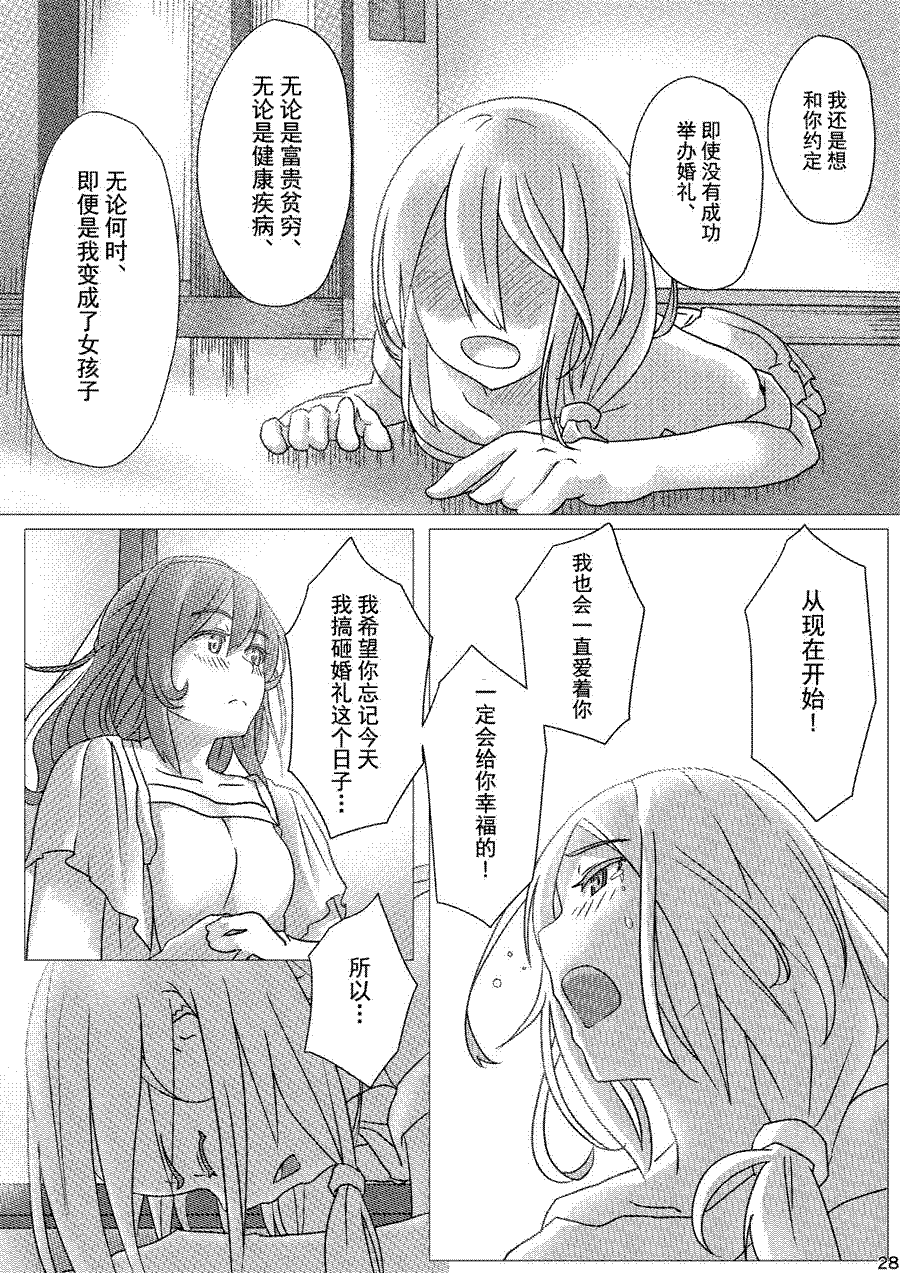 我还是想
和你约定
即使没有成功
举办婚礼、
无论是富贵贫穷、
无论是健康疾病、
无论何时、
即便是我变成了女孩子
从现在开始！
我也会一直爱着你
一定会给你幸福的！
我希望你忘记今天
我搞砸婚礼这个日子…
所以…
28